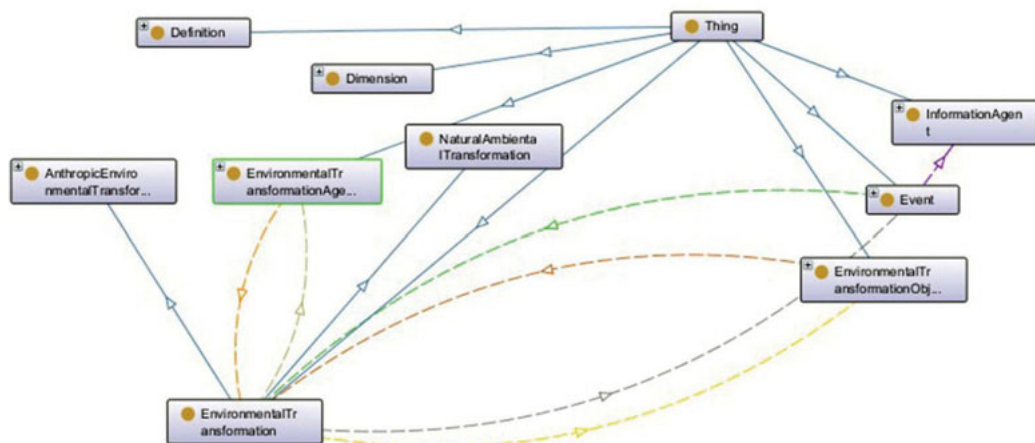 Thing
Definition
Dimension
InformationAgen
t
NaturalAmbienta
lTransformation
AnthropicEnviro
nmentalTransfor...
EnvironmentalTr
ansformationAge...
Event
EnvironmentalTr
ansformationObj...
EnvironmentalTr
ansformation